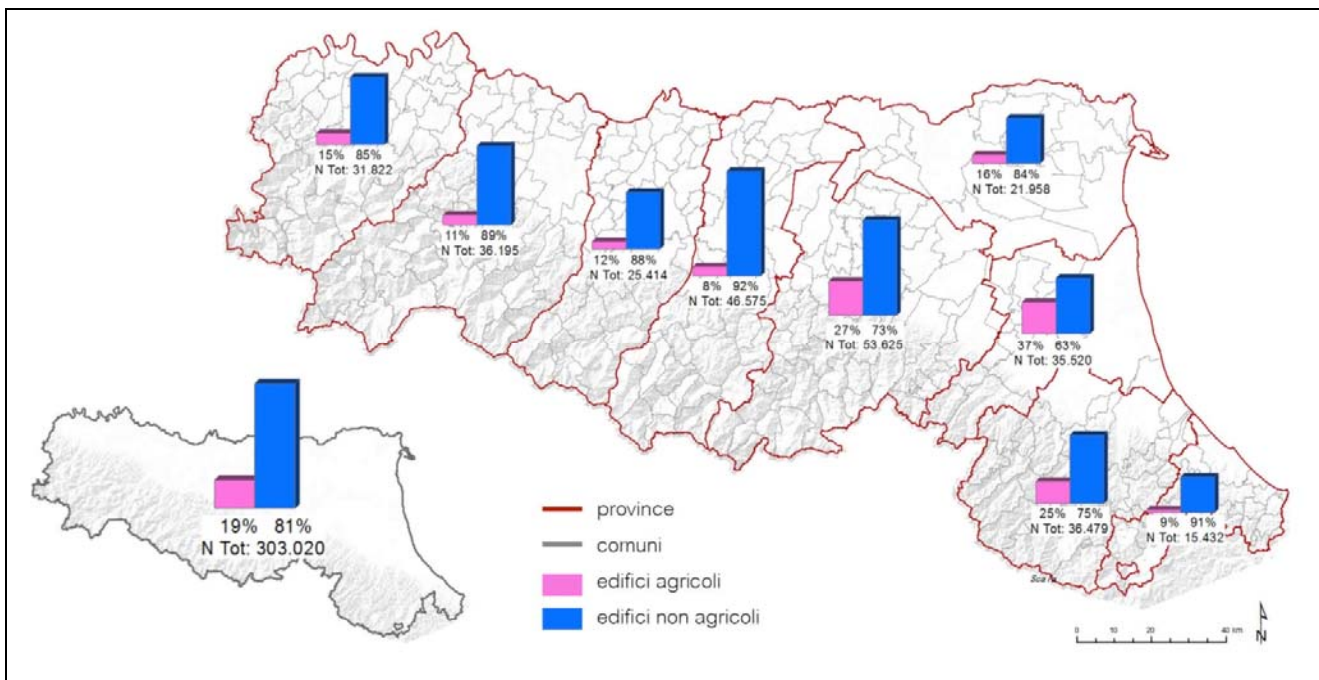 15% 85%
N Tot: 31.822
11% 89%
N Tot: 36.195
12% 88%
N Tot: 25.414
8% 92%
N Tot: 46.575
27% 73%
N Tot: 53.625
16% 84%
N Tot: 21.958
37% 63%
N Tot: 35.520
25% 75%
N Tot: 36.479
9% 91%
N Tot: 15.432
19% 81%
N Tot: 303.020
province
comuni
edifici agricoli
edifici non agricoli
0 10 20 40 km
N